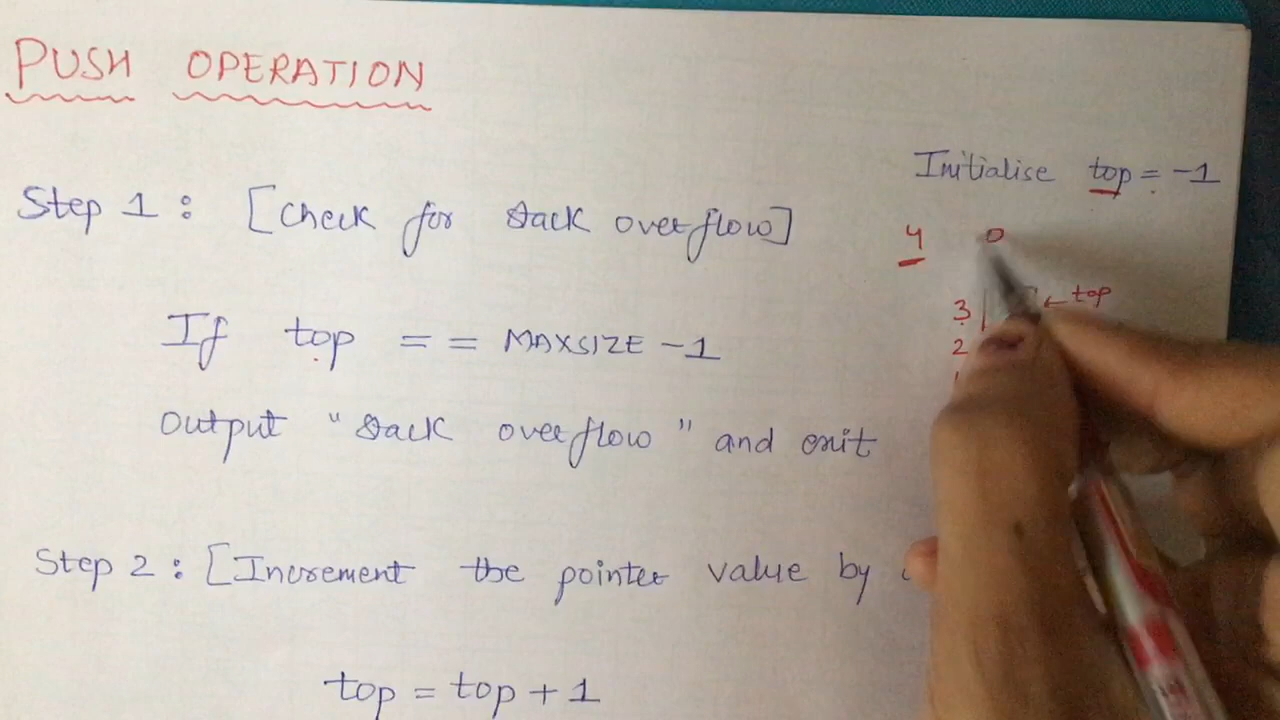 PUSH OPERATION
Initialise top = -1
Step 1 : [Check for stack overflow]
4 0
3 ← top
2
If top == MAXSIZE -1
Output "Stack overflow" and exit
Step 2 : [Increment the pointer value by
top = top + 1